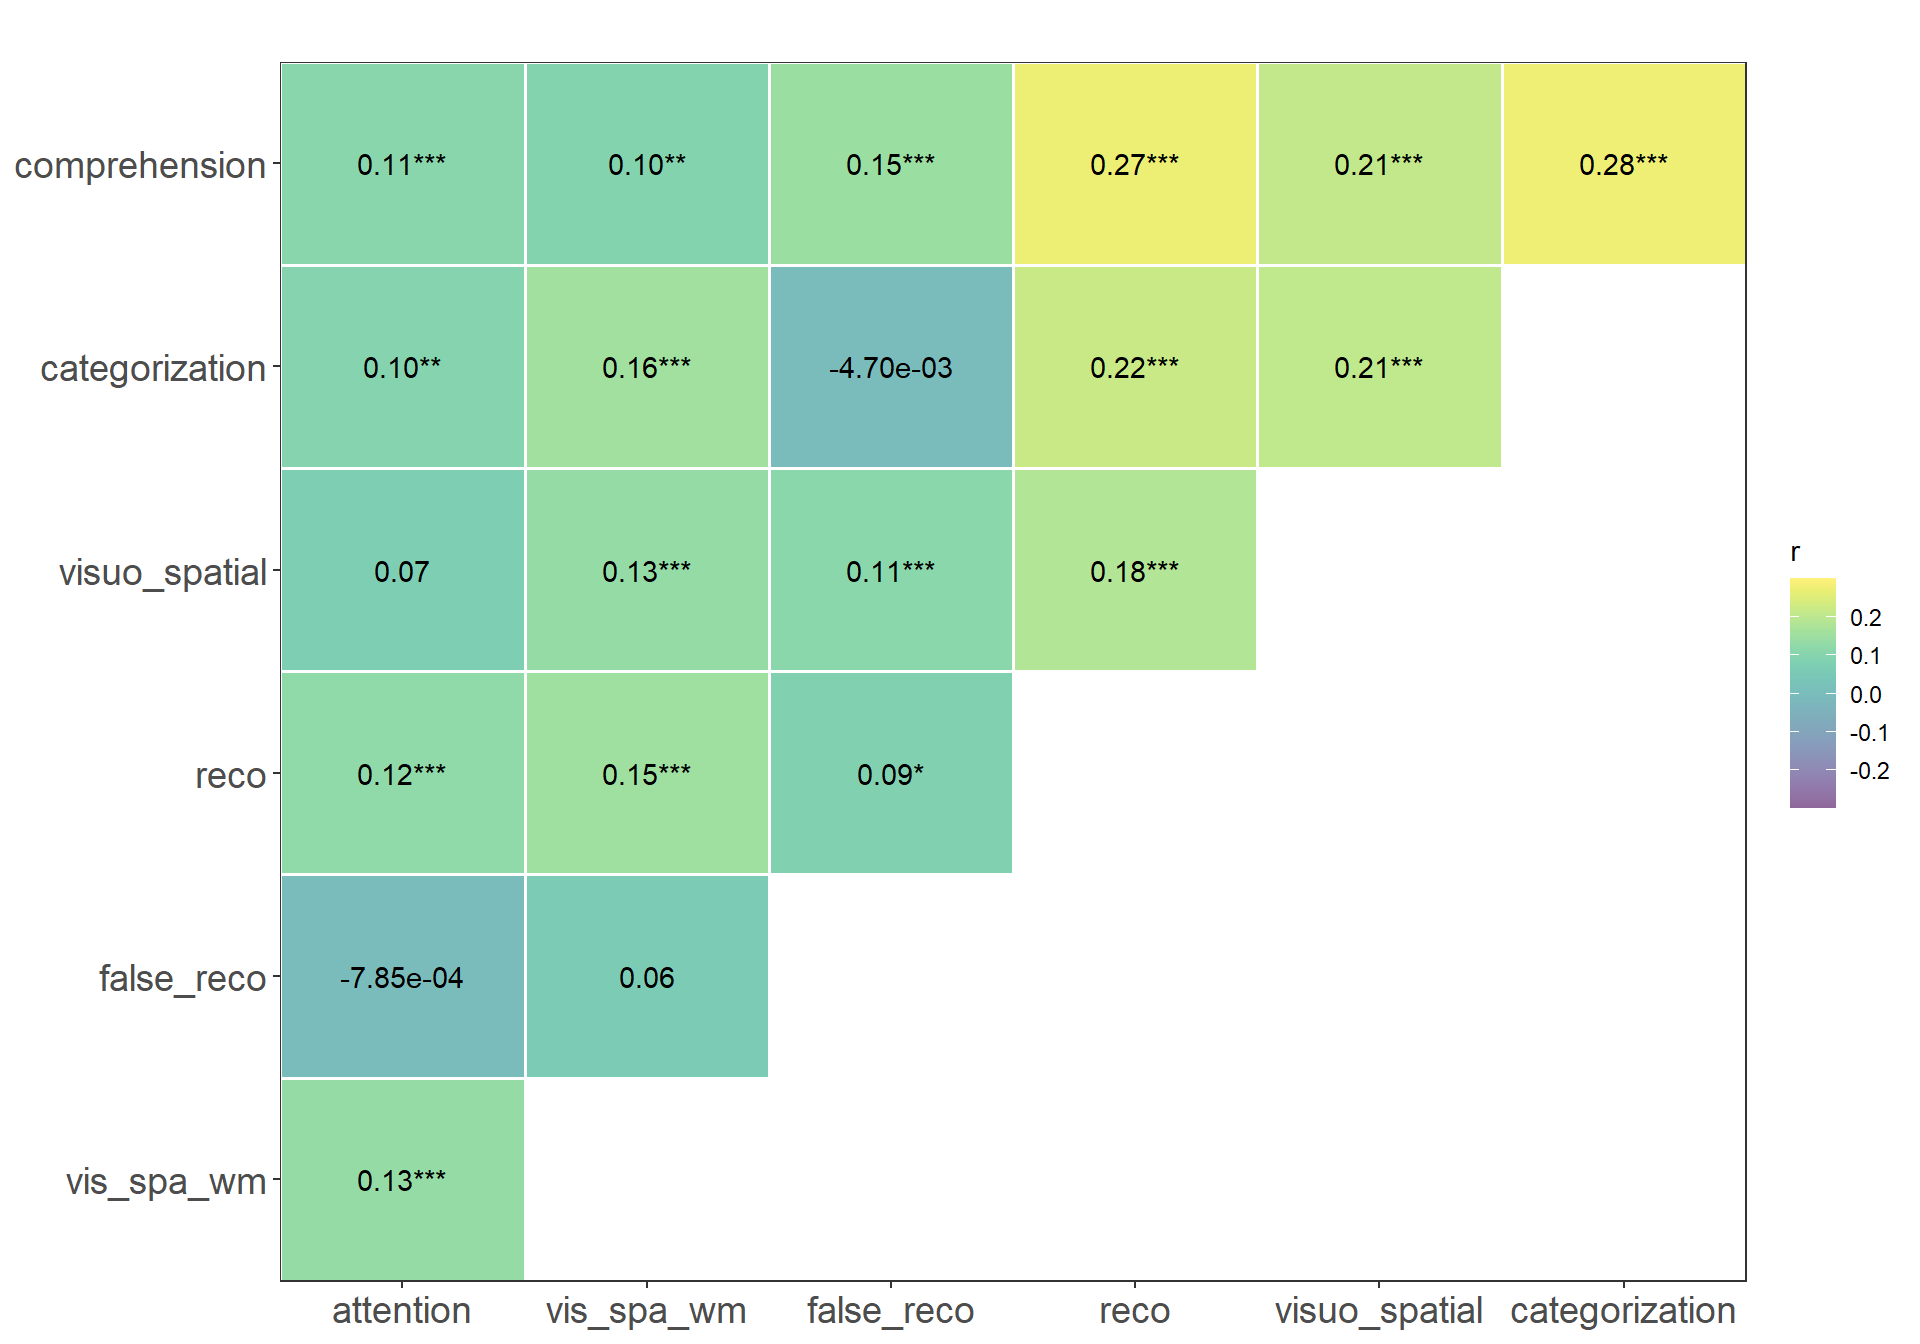 comprehension 0.11*** 0.10** 0.15*** 0.27*** 0.21*** 0.28***
categorization 0.10** 0.16*** -4.70e-03 0.22*** 0.21***
visuo_spatial 0.07 0.13*** 0.11*** 0.18***
reco 0.12*** 0.15*** 0.09*
false_reco -7.85e-04 0.06
vis_spa_wm 0.13***
attention vis_spa_wm false_reco reco visuo_spatial categorization
r
0.2
0.1
0.0
-0.1
-0.2